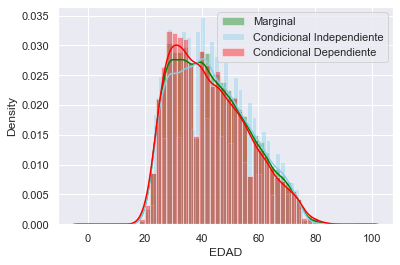 0.035
0.030
0.025
0.020
0.015
0.010
0.005
0.000
Density
Marginal
Condicional Independiente
Condicional Dependiente
0 20 40 60 80 100
EDAD